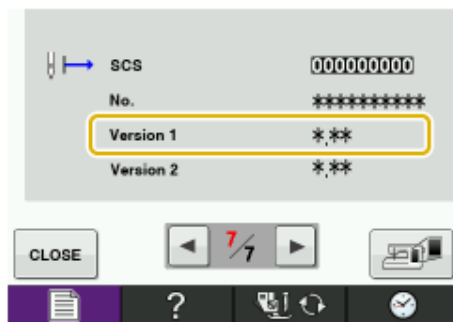 SCS 000000000
No. **********
Version 1 *.**
Version 2 *.**
CLOSE 7/7
?